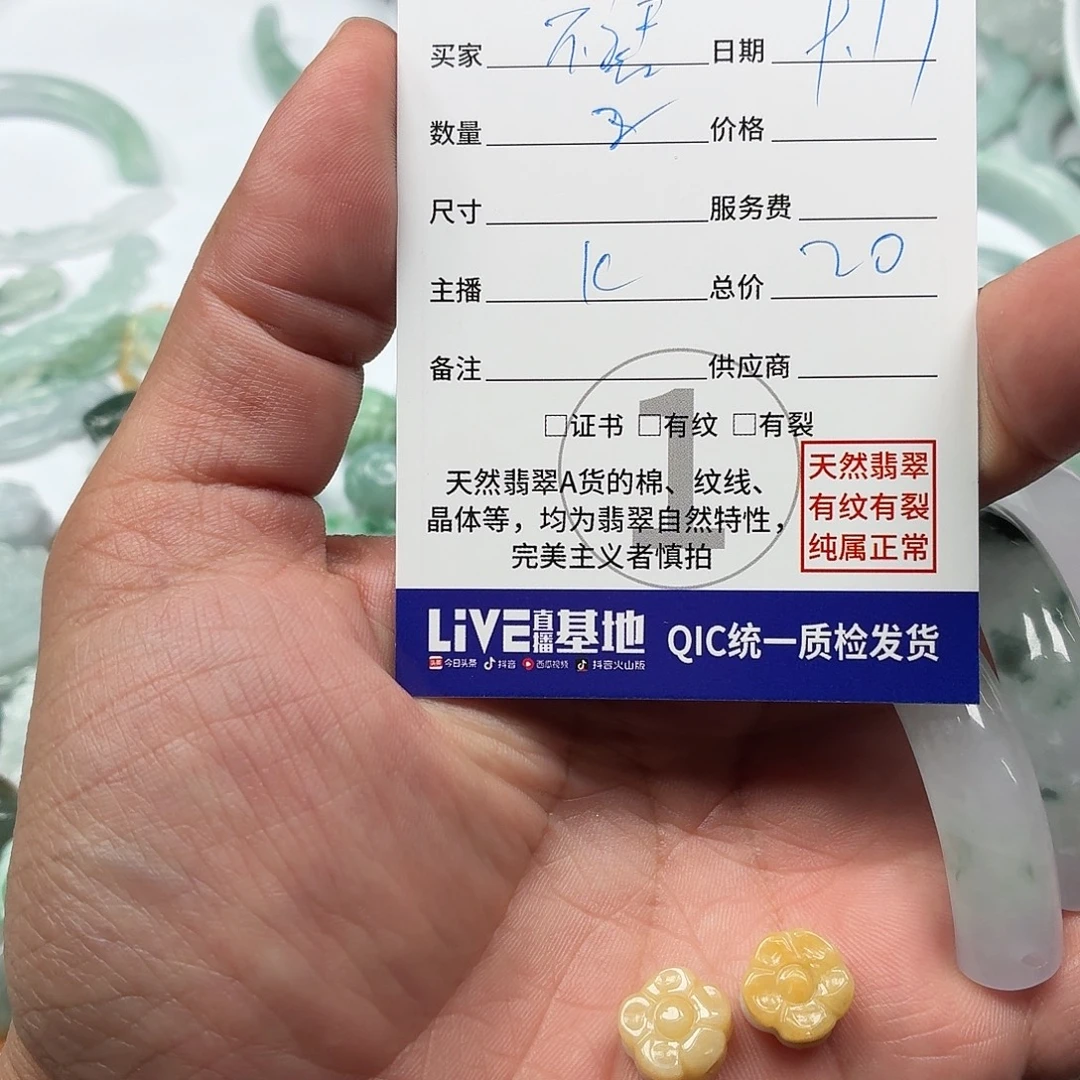 买家 日期
数量 价格
尺寸 服务费
主播 K 总价 20
备注 供应商
□证书 □有纹 □有裂
1
天然翡翠A货的棉、纹线、
晶体等，均为翡翠自然特性，
完美主义者慎拍
天然翡翠
有纹有裂
纯属正常
LiVE直播基地 QIC统一质检发货
头条 今日头条 抖音 西瓜视频 抖音火山版